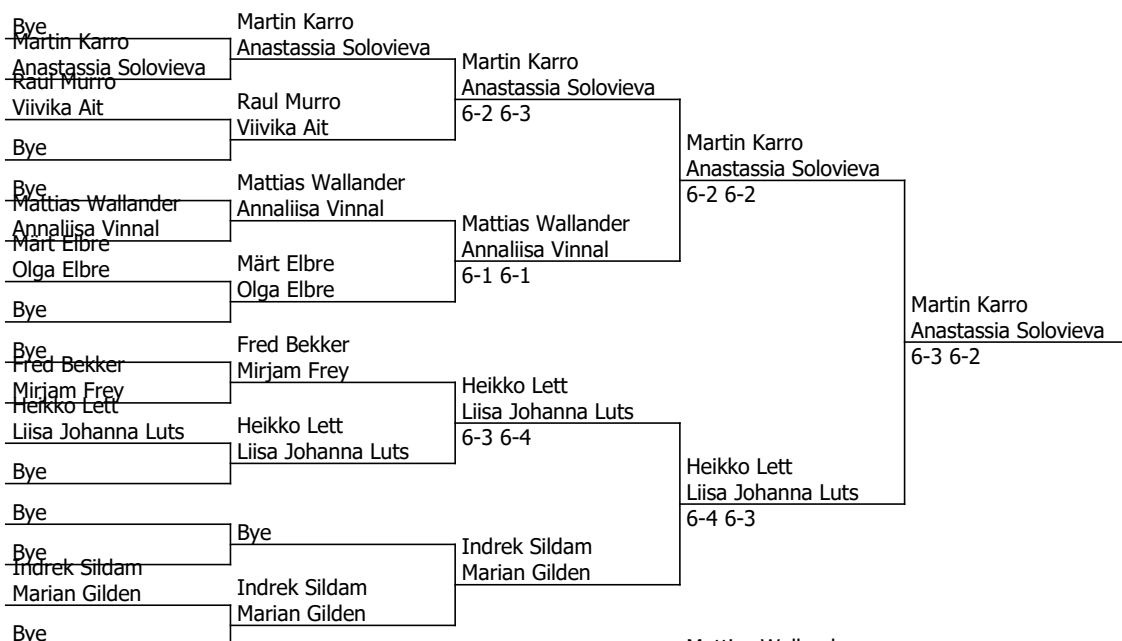 Bye
Martin Karro
Anastassia Solovieva
Raul Murro
Viivika Ait
Bye
Bye
Mattias Wallander
Annaliisa Vinnal
Märt Elbre
Olga Elbre
Bye
Bye
Fred Bekker
Mirjam Frey
Heikko Lett
Liisa Johanna Luts
Bye
Bye
Bye
Indrek Sildam
Marian Gilden
Bye
Martin Karro
Anastassia Solovieva
Raul Murro
Viivika Ait
Mattias Wallander
Annaliisa Vinnal
Märt Elbre
Olga Elbre
Fred Bekker
Mirjam Frey
Heikko Lett
Liisa Johanna Luts
Bye
Indrek Sildam
Marian Gilden
Martin Karro
Anastassia Solovieva
6-2 6-3
Mattias Wallander
Annaliisa Vinnal
6-1 6-1
Heikko Lett
Liisa Johanna Luts
6-3 6-4
Indrek Sildam
Marian Gilden
Martin Karro
Anastassia Solovieva
6-2 6-2
Heikko Lett
Liisa Johanna Luts
6-4 6-3
Martin Karro
Anastassia Solovieva
6-3 6-2